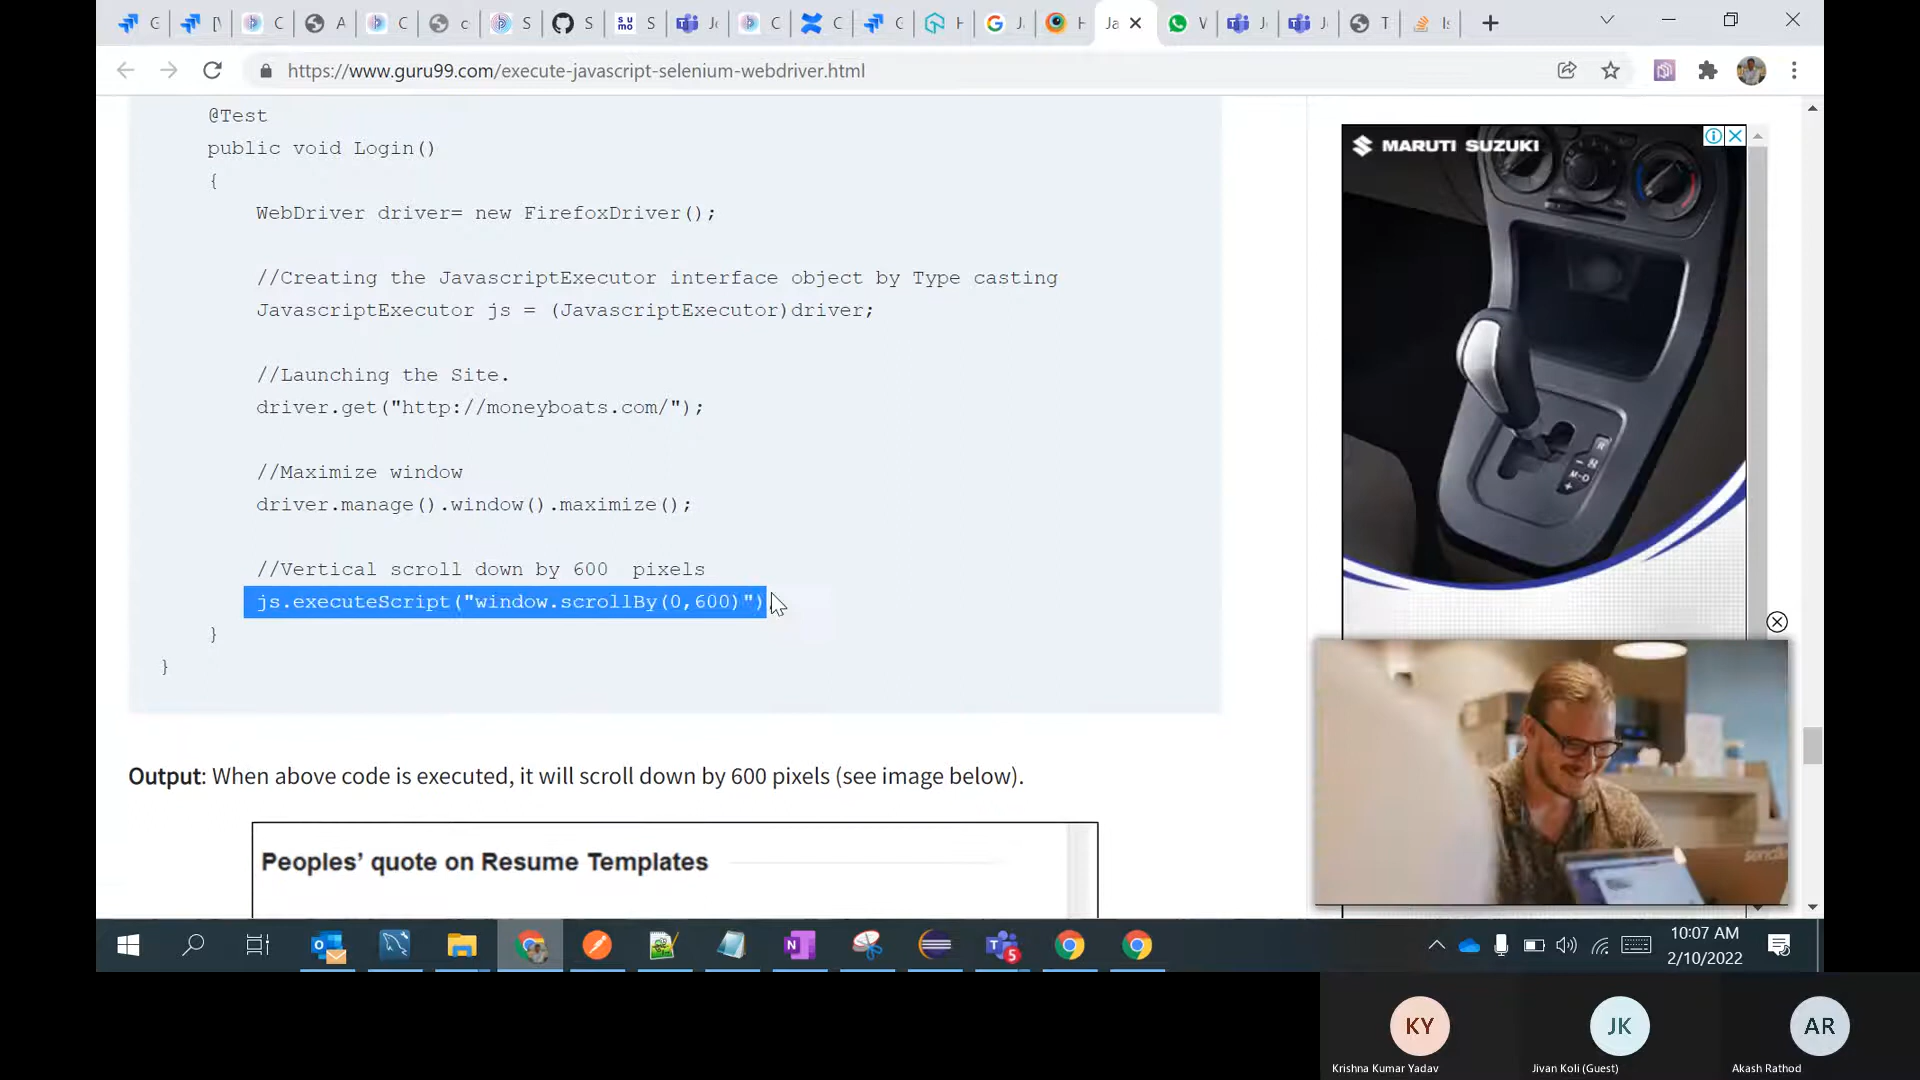 G
[\
C
A
C
c
S
S
SU
MO
S
Jo
C
C
G
H
J
H
Ja
W
J
J
T
Is
https://www.guru99.com/execute-javascript-selenium-webdriver.html
@Test
public void Login()
{
WebDriver driver= new FirefoxDriver();
//Creating the JavascriptExecutor interface object by Type casting
JavascriptExecutor js = (JavascriptExecutor)driver;
//Launching the Site.
driver.get("http://moneyboats.com/");
//Maximize window
driver.manage().window().maximize();
//Vertical scroll down by 600 pixels
js.executeScript("window.scrollBy(0,600)")
}
}
Output: When above code is executed, it will scroll down by 600 pixels (see image below).
Peoples' quote on Resume Templates
MARUTI SUZUKI
R
N
M-D
+
10:07 AM
2/10/2022
KY
JK
AR
Krishna Kumar Yadav
Jivan Koli (Guest)
Akash Rathod